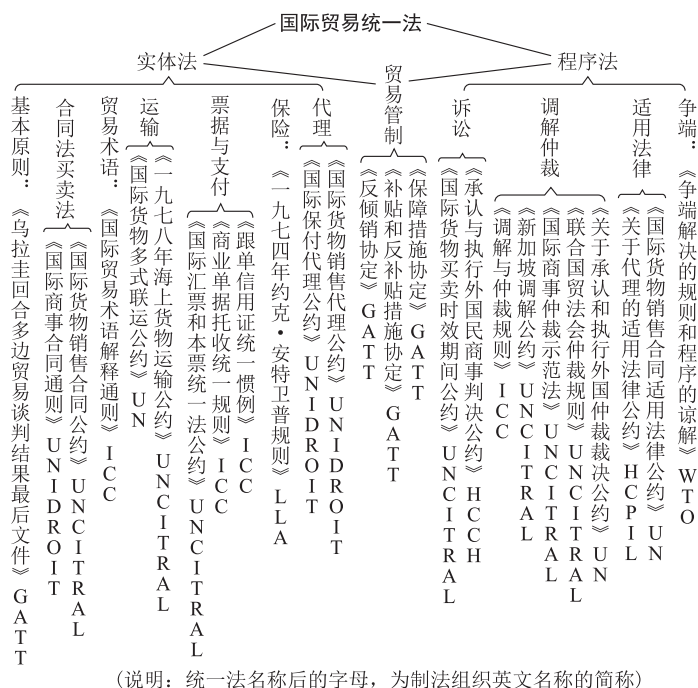 国际贸易统一法
实体法
程序法
贸易管制
基本原则：《乌拉圭回合多边贸易谈判结果最后文件》GATT
合同法买卖法
《国际商事合同通则》UNIDROIT
《国际货物销售合同公约》UNCITRAL
贸易术语：《国际贸易术语解释通则》ICC
运输
《国际货物多式联运公约》UN
《一九七八年海上货物运输公约》UNCITRAL
票据与支付
《国际汇票和本票统一法公约》UNCITRAL
《商业单据托收统一规则》ICC
《跟单信用证统一惯例》ICC
保险：《一九七四年约克·安特卫普规则》LLA
代理
《国际保付代理公约》UNIDROIT
《国际货物销售代理公约》UNIDROIT
《反倾销协定》GATT
《补贴和反补贴措施协定》GATT
《保障措施协定》GATT
诉讼
《国际货物买卖时效期间公约》UNCITRAL
《承认与执行外国民商事判决公约》HCCH
调解仲裁
《调解与仲裁规则》ICC
《新加坡调解公约》UNCITRAL
《国际商事仲裁示范法》UNCITRAL
《联合国贸法会仲裁规则》UNCITRAL
《关于承认和执行外国仲裁裁决公约》UN
适用法律
《关于代理的适用法律公约》HCPIL
《国际货物销售合同适用法律公约》UN
争端：《争端解决的规则和程序的谅解》WTO
(说明：统一法名称后的字母，为制法组织英文名称的简称)